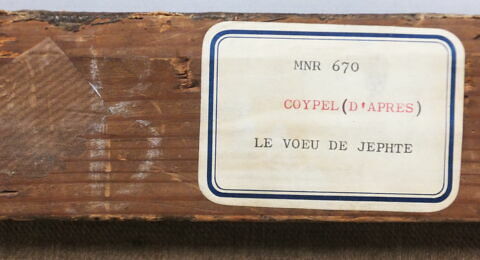 MNR 670
COYPEL(D'APRES)
LE VOEU DE JEPHTE